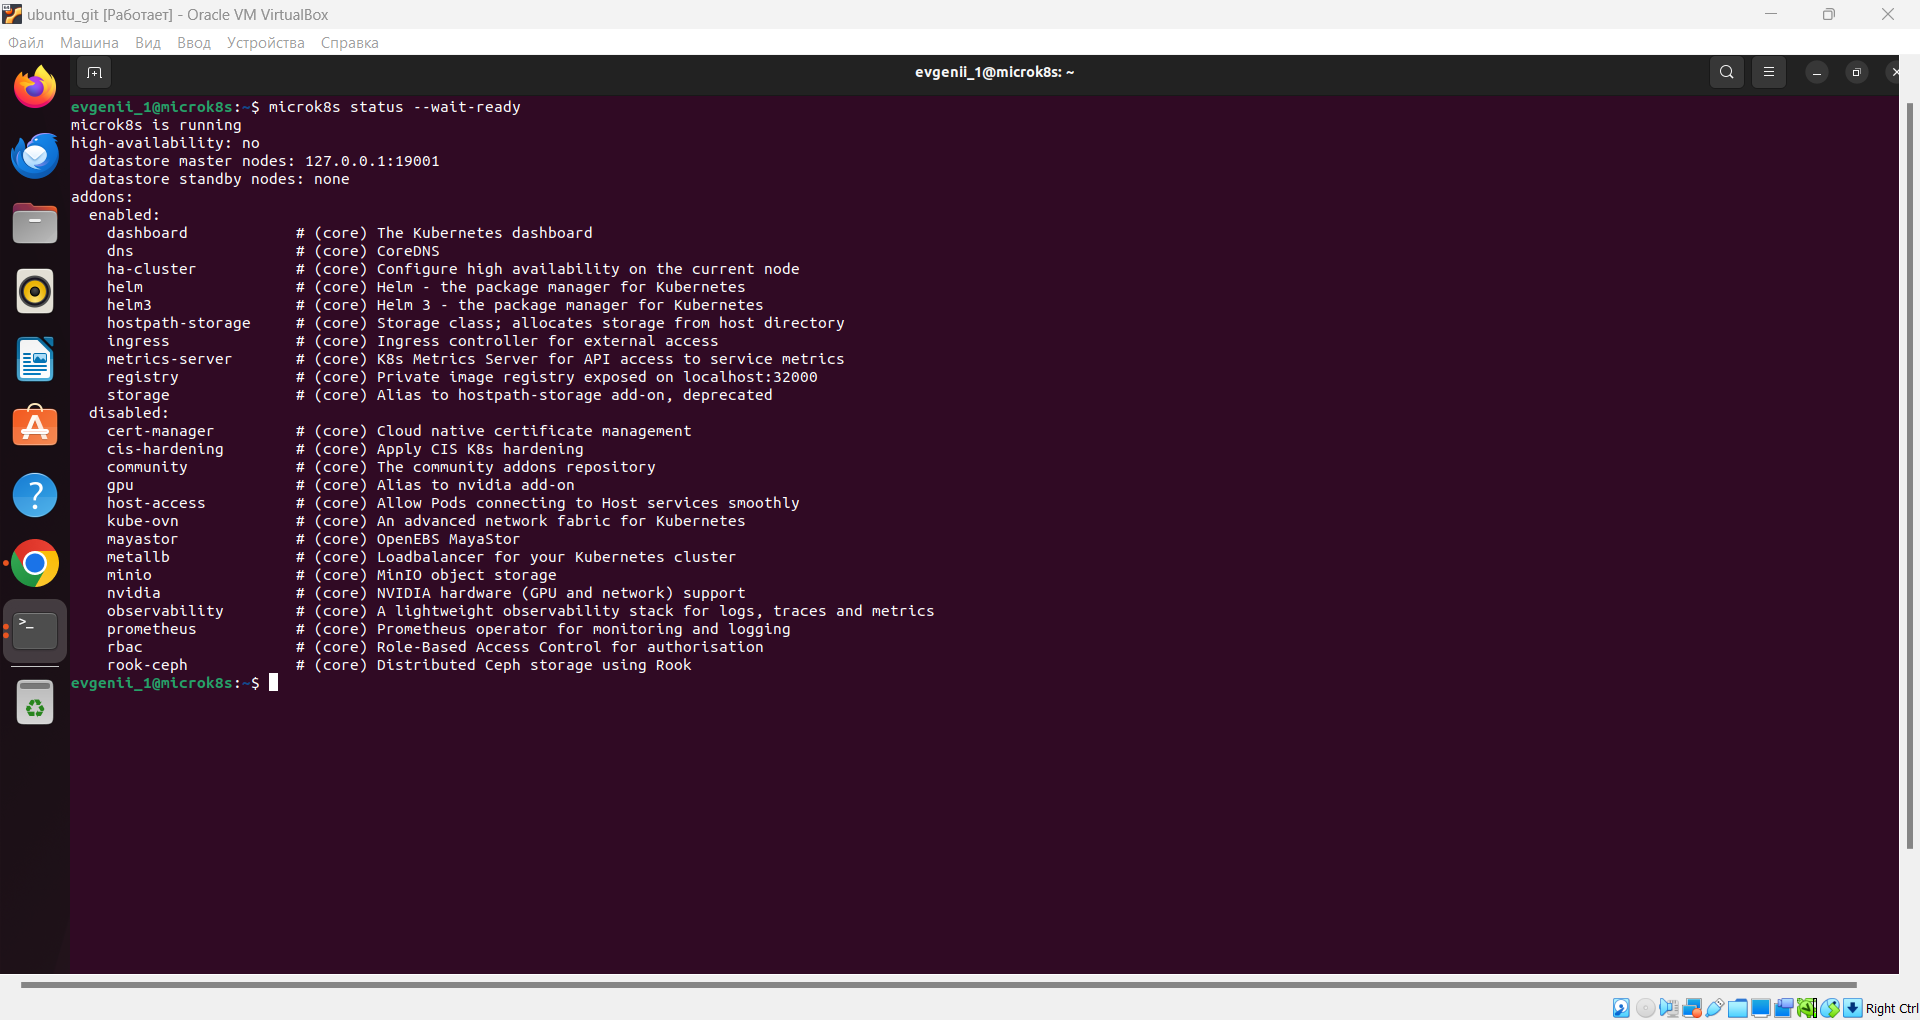 ubuntu_git [Работает] - Oracle VM VirtualBox
Файл Машина Вид Ввод Устройства Справка
evgenii_1@microk8s: ~
evgenii_1@microk8s:~$ microk8s status --wait-ready
microk8s is running
high-availability: no
  datastore master nodes: 127.0.0.1:19001
  datastore standby nodes: none
addons:
  enabled:
    dashboard            # (core) The Kubernetes dashboard
    dns                  # (core) CoreDNS
    ha-cluster           # (core) Configure high availability on the current node
    helm                 # (core) Helm - the package manager for Kubernetes
    helm3                # (core) Helm 3 - the package manager for Kubernetes
    hostpath-storage     # (core) Storage class; allocates storage from host directory
    ingress              # (core) Ingress controller for external access
    metrics-server       # (core) K8s Metrics Server for API access to service metrics
    registry             # (core) Private image registry exposed on localhost:32000
    storage              # (core) Alias to hostpath-storage add-on, deprecated
  disabled:
    cert-manager         # (core) Cloud native certificate management
    cis-hardening        # (core) Apply CIS K8s hardening
    community            # (core) The community addons repository
    gpu                  # (core) Alias to nvidia add-on
    host-access          # (core) Allow Pods connecting to Host services smoothly
    kube-ovn             # (core) An advanced network fabric for Kubernetes
    mayastor             # (core) OpenEBS MayaStor
    metallb              # (core) Loadbalancer for your Kubernetes cluster
    minio                # (core) MinIO object storage
    nvidia               # (core) NVIDIA hardware (GPU and network) support
    observability        # (core) A lightweight observability stack for logs, traces and metrics
    prometheus           # (core) Prometheus operator for monitoring and logging
    rbac                 # (core) Role-Based Access Control for authorisation
    rook-ceph            # (core) Distributed Ceph storage using Rook
evgenii_1@microk8s:~$
Right Ctrl